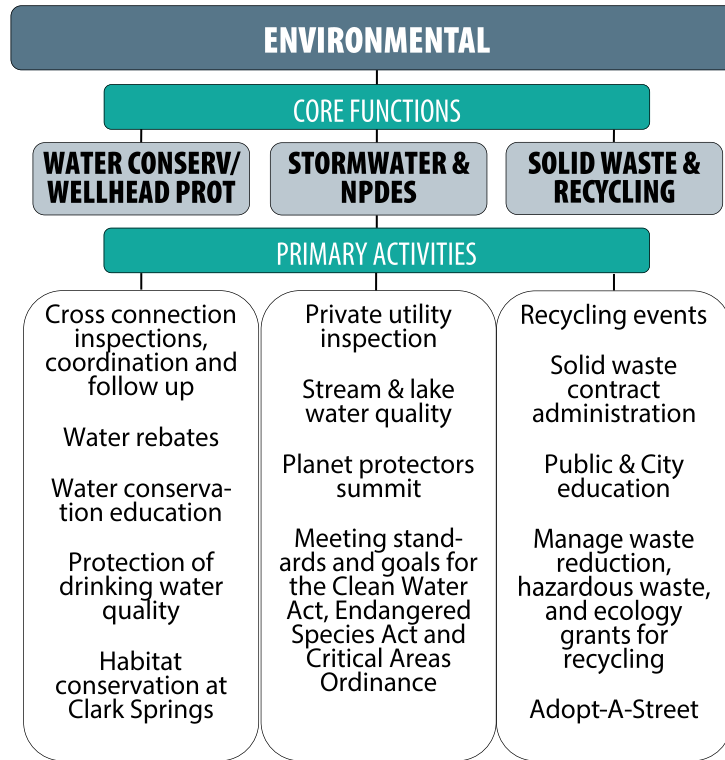 ENVIRONMENTAL
CORE FUNCTIONS
WATER CONSERV/
WELLHEAD PROT
STORMWATER &
NPDES
SOLID WASTE &
RECYCLING
PRIMARY ACTIVITIES
Cross connection
inspections,
coordination and
follow up
Water rebates
Water conserva-
tion education
Protection of
drinking water
quality
Habitat
conservation at
Clark Springs
Private utility
inspection
Stream & lake
water quality
Planet protectors
summit
Meeting stand-
ards and goals for
the Clean Water
Act, Endangered
Species Act and
Critical Areas
Ordinance
Recycling events
Solid waste
contract
administration
Public & City
education
Manage waste
reduction,
hazardous waste,
and ecology
grants for
recycling
Adopt-A-Street